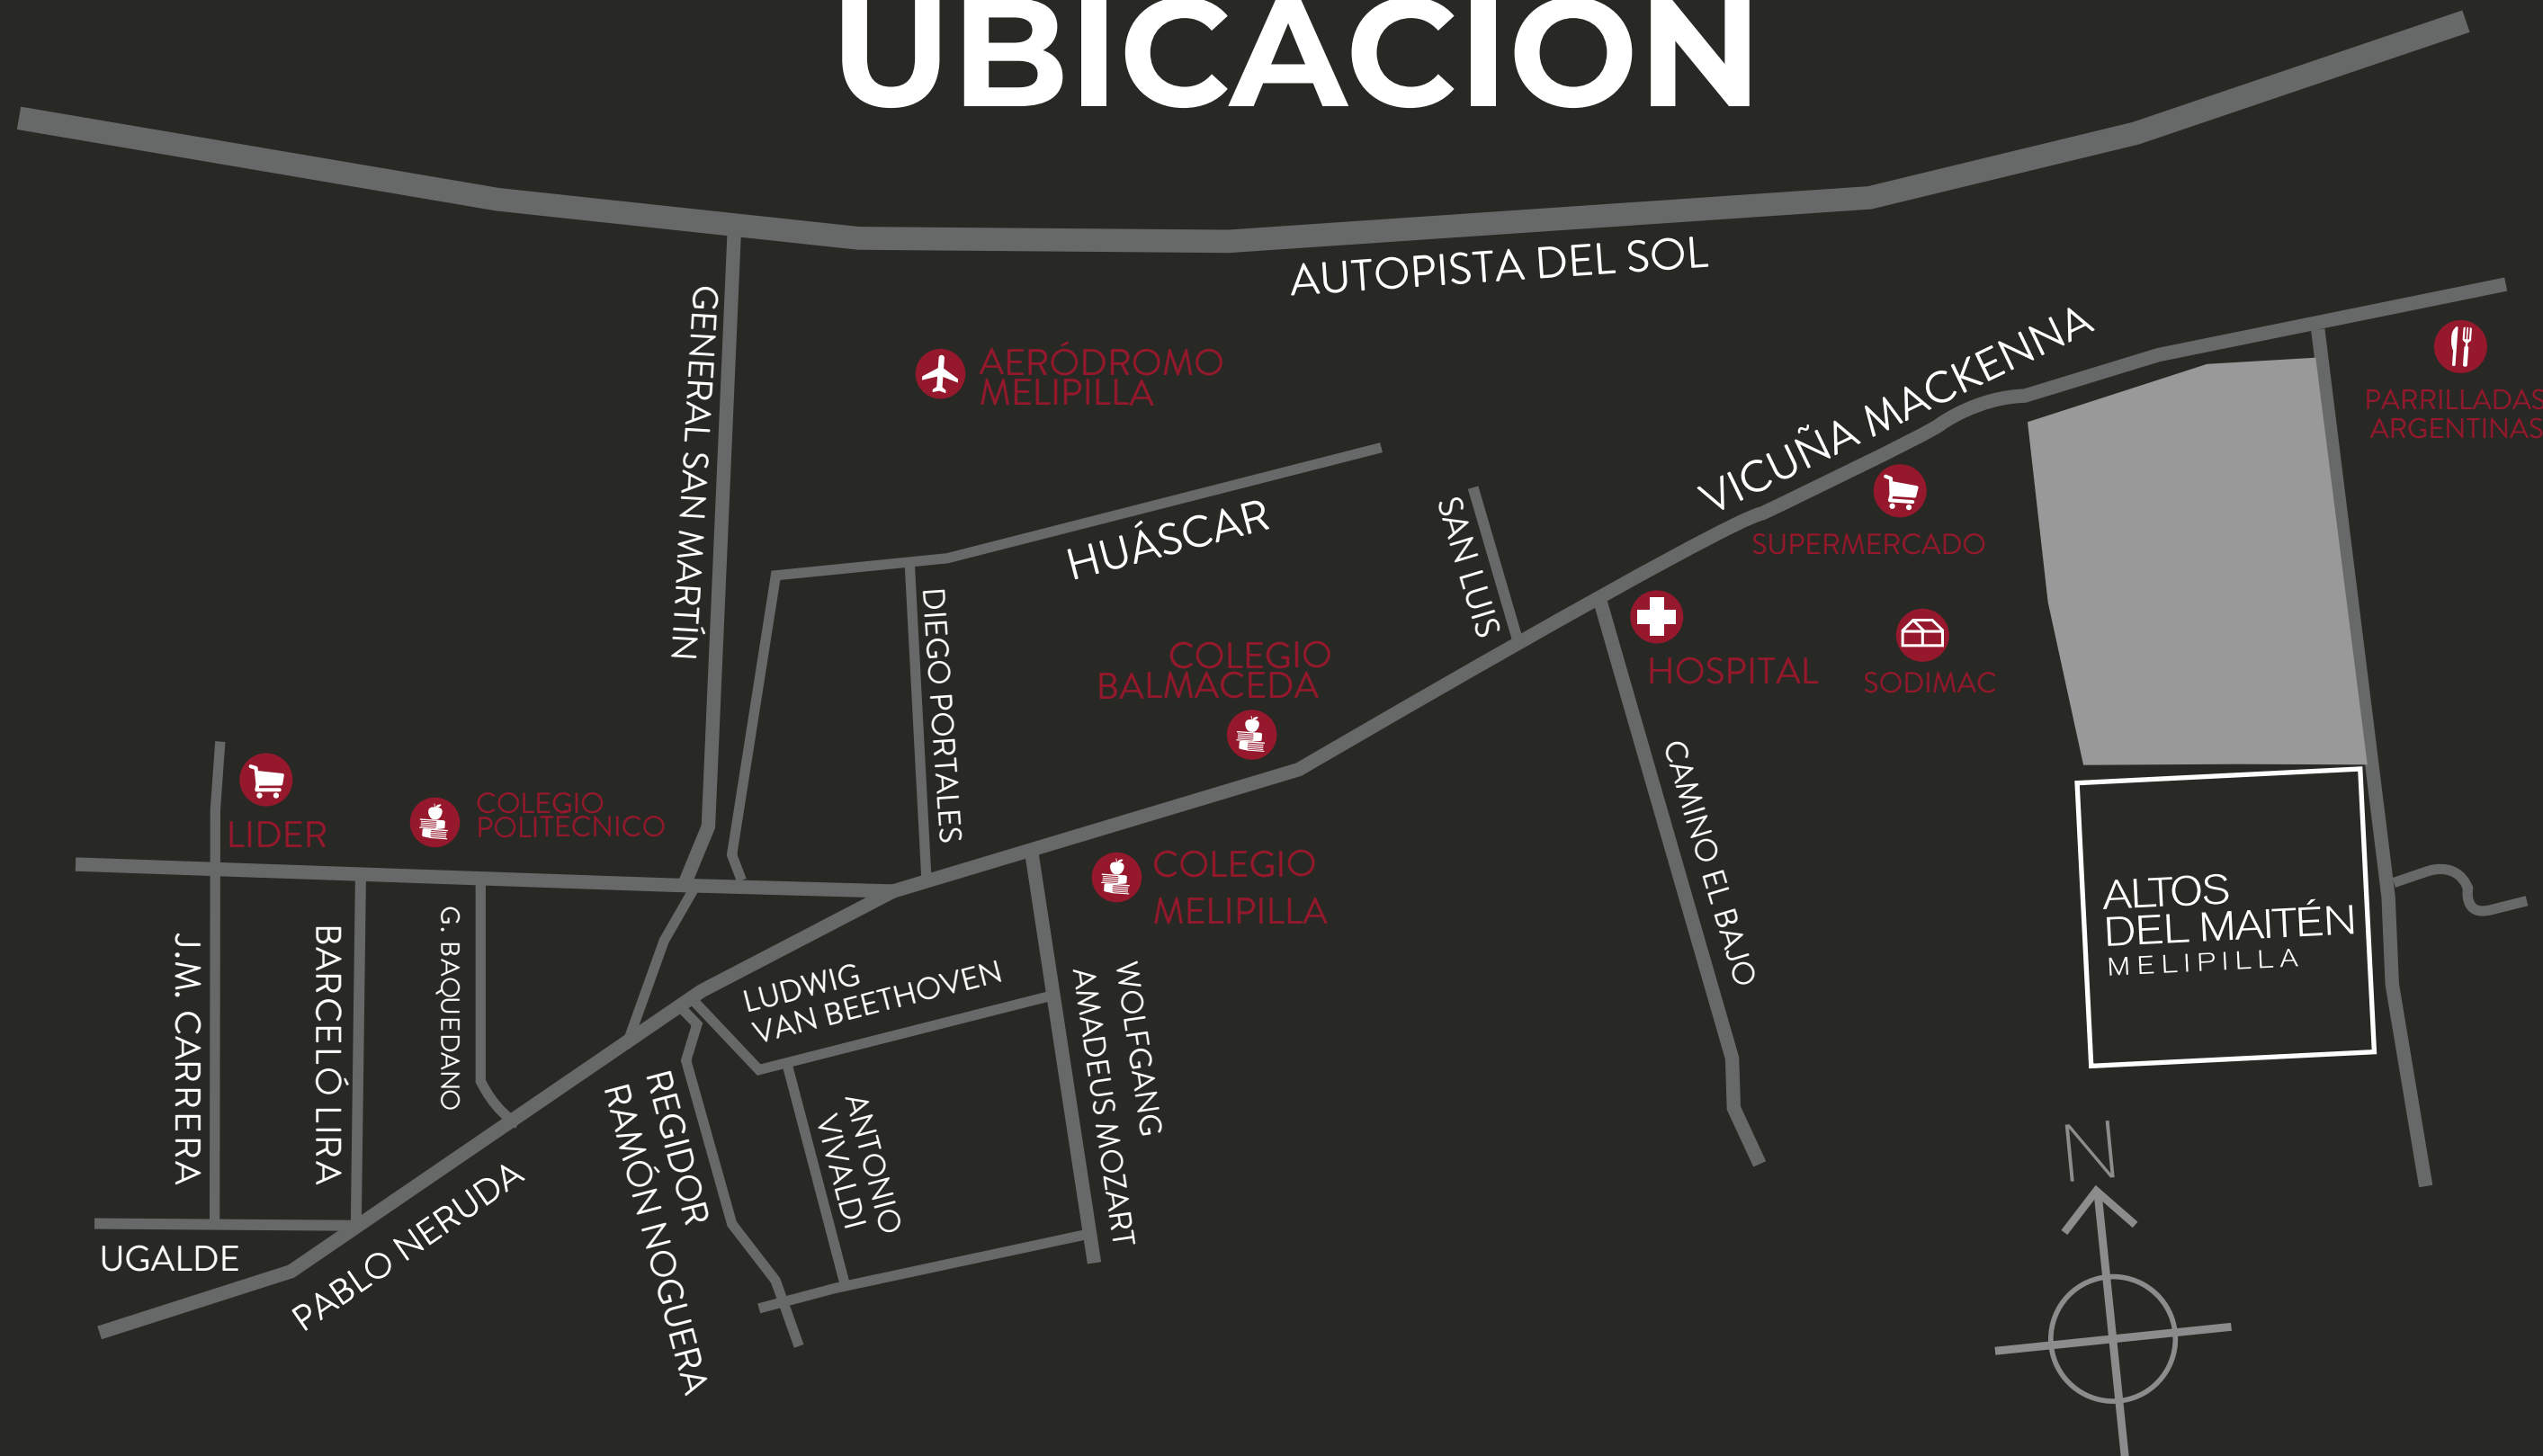 UBICACION
AUTOPISTA DEL SOL
GENERAL SAN MARTÍN
AERÓDROMO
MELIPILLA
VICUÑA MACKENNA
PARRILLADAS
ARGENTINAS
HUÁSCAR
SAN LUIS
SUPERMERCADO
DIEGO PORTALES
COLEGIO
BALMACEDA
HOSPITAL
SODIMAC
LIDER
COLEGIO
POLITECNICO
CAMINO EL BAJO
COLEGIO
MELIPILLA
ALTOS
DEL MAITÉN
MELIPILLA
J.M. CARRERA
BARCELÓ LIRA
G. BAQUEDANO
LUDWIG
VAN BEETHOVEN
WOLFGANG
AMADEUS MOZART
REGIDOR
RAMÓN NOGUERA
ANTONIO
VIVALDI
UGALDE
PABLO NERUDA
N